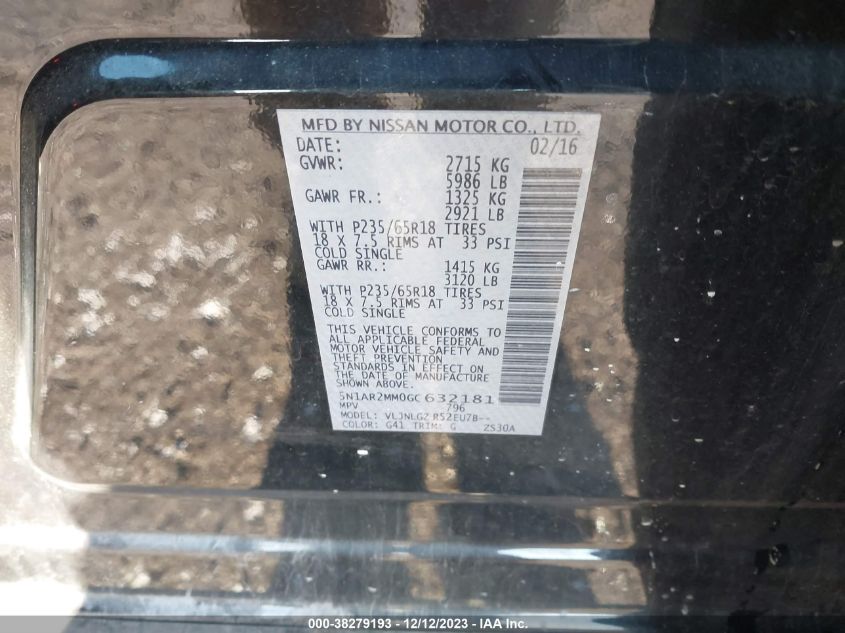 MFD BY NISSAN MOTOR CO., LTD.
DATE: 02/16
GVWR: 2715 KG
5986 LB
GAWR FR.: 1325 KG
2921 LB
WITH P235/65R18 TIRES
18 X 7.5 RIMS AT 33 PSI
COLD SINGLE
GAWR RR.: 1415 KG
3120 LB
WITH P235/65R18 TIRES
18 X 7.5 RIMS AT 33 PSI
COLD SINGLE
THIS VEHICLE CONFORMS TO
ALL APPLICABLE FEDERAL
MOTOR VEHICLE SAFETY AND
THEFT PREVENTION
STANDARDS IN EFFECT ON
THE DATE OF MANUFACTURE
SHOWN ABOVE.
5N1AR2MM0GC632181
MPV 796
MODEL: VLJNLGZ R52EU7B--
COLOR: G41 TRIM: G ZS30A
000-38279193 - 12/12/2023 - IAA Inc.